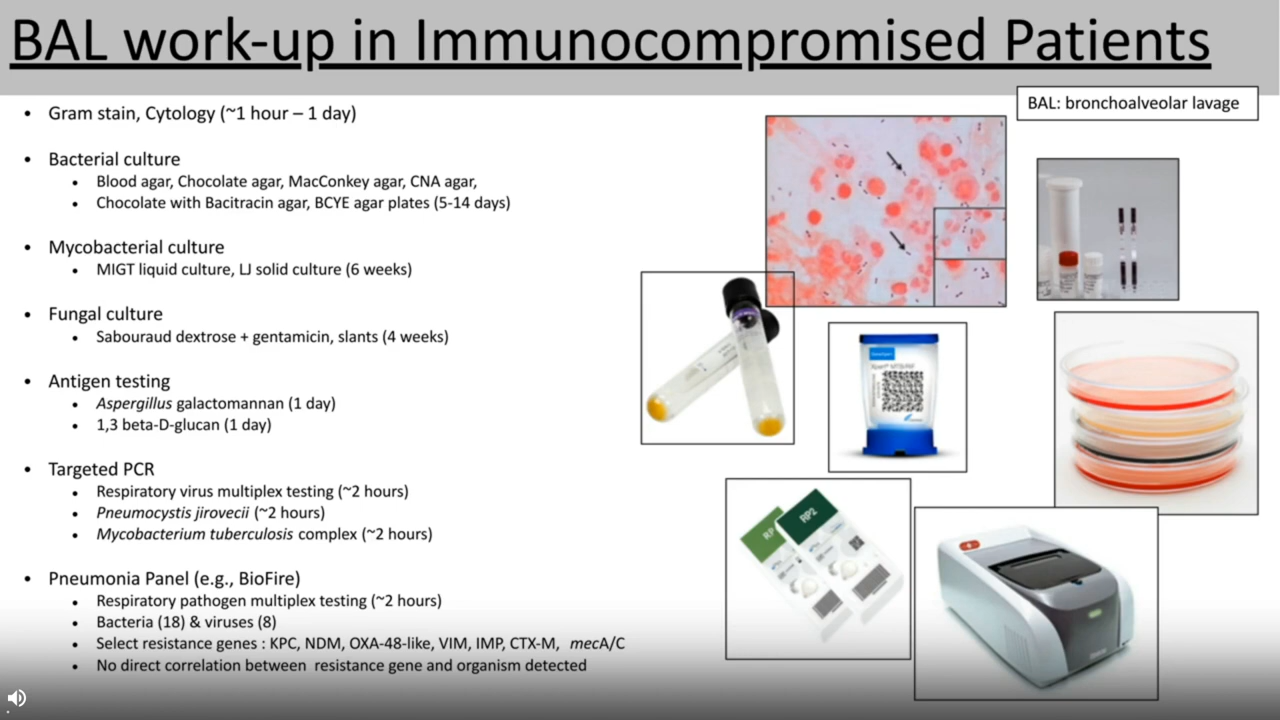 BAL work-up in Immunocompromised Patients
BAL: bronchoalveolar lavage
• Gram stain, Cytology (~1 hour – 1 day)
• Bacterial culture
• Blood agar, Chocolate agar, MacConkey agar, CNA agar,
• Chocolate with Bacitracin agar, BCYE agar plates (5-14 days)
• Mycobacterial culture
• MIGT liquid culture, LJ solid culture (6 weeks)
• Fungal culture
• Sabouraud dextrose + gentamicin, slants (4 weeks)
• Antigen testing
• Aspergillus galactomannan (1 day)
• 1,3 beta-D-glucan (1 day)
• Targeted PCR
• Respiratory virus multiplex testing (~2 hours)
• Pneumocystis jirovecii (~2 hours)
• Mycobacterium tuberculosis complex (~2 hours)
• Pneumonia Panel (e.g., BioFire)
• Respiratory pathogen multiplex testing (~2 hours)
• Bacteria (18) & viruses (8)
• Select resistance genes : KPC, NDM, OXA-48-like, VIM, IMP, CTX-M, mecA/C
• No direct correlation between resistance gene and organism detected
RP
RP2